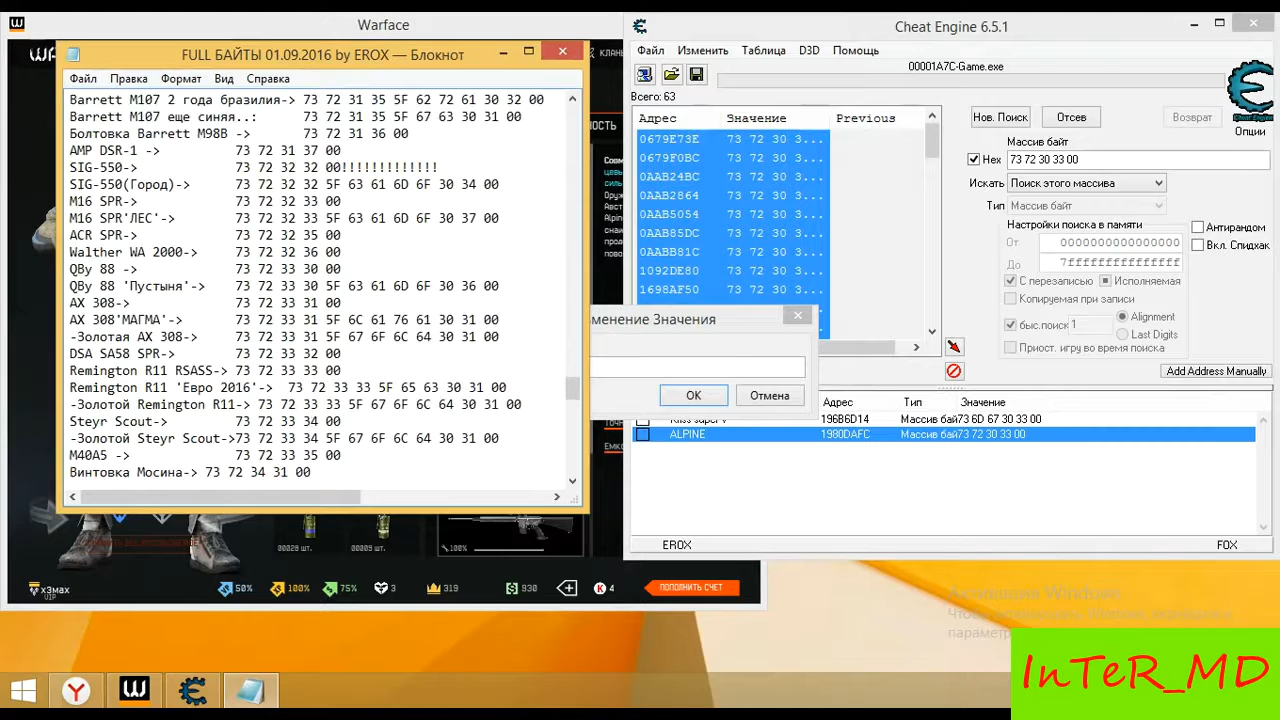 Warface
Cheat Engine 6.5.1
FULL БАЙТЫ 01.09.2016 by EROX — Блокнот
Файл Правка Формат Вид Справка
Barrett M107 2 года бразилия-> 73 72 31 35 5F 62 72 61 30 32 00
Barrett M107 еще синяя..: 73 72 31 35 5F 67 63 30 31 00
Болтовка Barrett M98B -> 73 72 31 36 00
AMP DSR-1 -> 73 72 31 37 00
SIG-550-> 73 72 32 32 00!!!!!!!!!!!!!
SIG-550(Город)-> 73 72 32 32 5F 63 61 6D 6F 30 34 00
M16 SPR-> 73 72 32 33 00
M16 SPR'ЛЕС'-> 73 72 32 33 5F 63 61 6D 6F 30 37 00
ACR SPR-> 73 72 32 35 00
Walther WA 2000-> 73 72 32 36 00
QBy 88 -> 73 72 33 30 00
QBy 88 'Пустыня'-> 73 72 33 30 5F 63 61 6D 6F 30 36 00
AX 308-> 73 72 33 31 00
AX 308'МАГМА'-> 73 72 33 31 5F 6C 61 76 61 30 31 00
-Золотая AX 308-> 73 72 33 31 5F 67 6F 6C 64 30 31 00
DSA SA58 SPR-> 73 72 33 32 00
Remington R11 RSASS-> 73 72 33 33 00
Remington R11 'Евро 2016'-> 73 72 33 33 5F 65 63 30 31 00
-Золотой Remington R11-> 73 72 33 33 5F 67 6F 6C 64 30 31 00
Steyr Scout-> 73 72 33 34 00
-Золотой Steyr Scout->73 72 33 34 5F 67 6F 6C 64 30 31 00
M40A5 -> 73 72 33 35 00
Винтовка Мосина-> 73 72 34 31 00
КЛАНЫ
00028 шт.
00009 шт.
100%
x3мах
VIP
50%
100%
75%
3
319
930
K 4
ПОПОЛНИТЬ СЧЕТ
Файл Изменить Таблица D3D Помощь
00001A7C-Game.exe
Всего: 63
Адрес Значение Previous
0679E73E 73 72 30 3...
0679F0BC 73 72 30 3...
0AAB24BC 73 72 30 3...
0AAB2864 73 72 30 3...
0AAB5054 73 72 30 3...
0AAB85DC 73 72 30 3...
0AABB81C 73 72 30 3...
1092DE80 73 72 30 3...
1698AF50 73 72 30 3...
Нов. Поиск Отсев Возврат
Cheat Engine
Опции
Массив байт
Hex 73 72 30 33 00
Искать Поиск этого массива
Тип Массив байт
Настройки поиска в памяти
От 0000000000000000
До 7fffffffffffffff
С перезаписью Исполняемая
Копируемая при записи
быс.поиск 1 Alignment
Last Digits
Приост. игру во время поиска
Антирандом
Вкл. Спидхак
Add Address Manually
менение Значения
OK Отмена
Адрес Тип Значение
196B6D14 Массив бай73 6D 67 30 33 00
ALPINE 1980DAFC Массив бай73 72 30 33 00
EROX FOX
Активация Windows
InTeR_MD